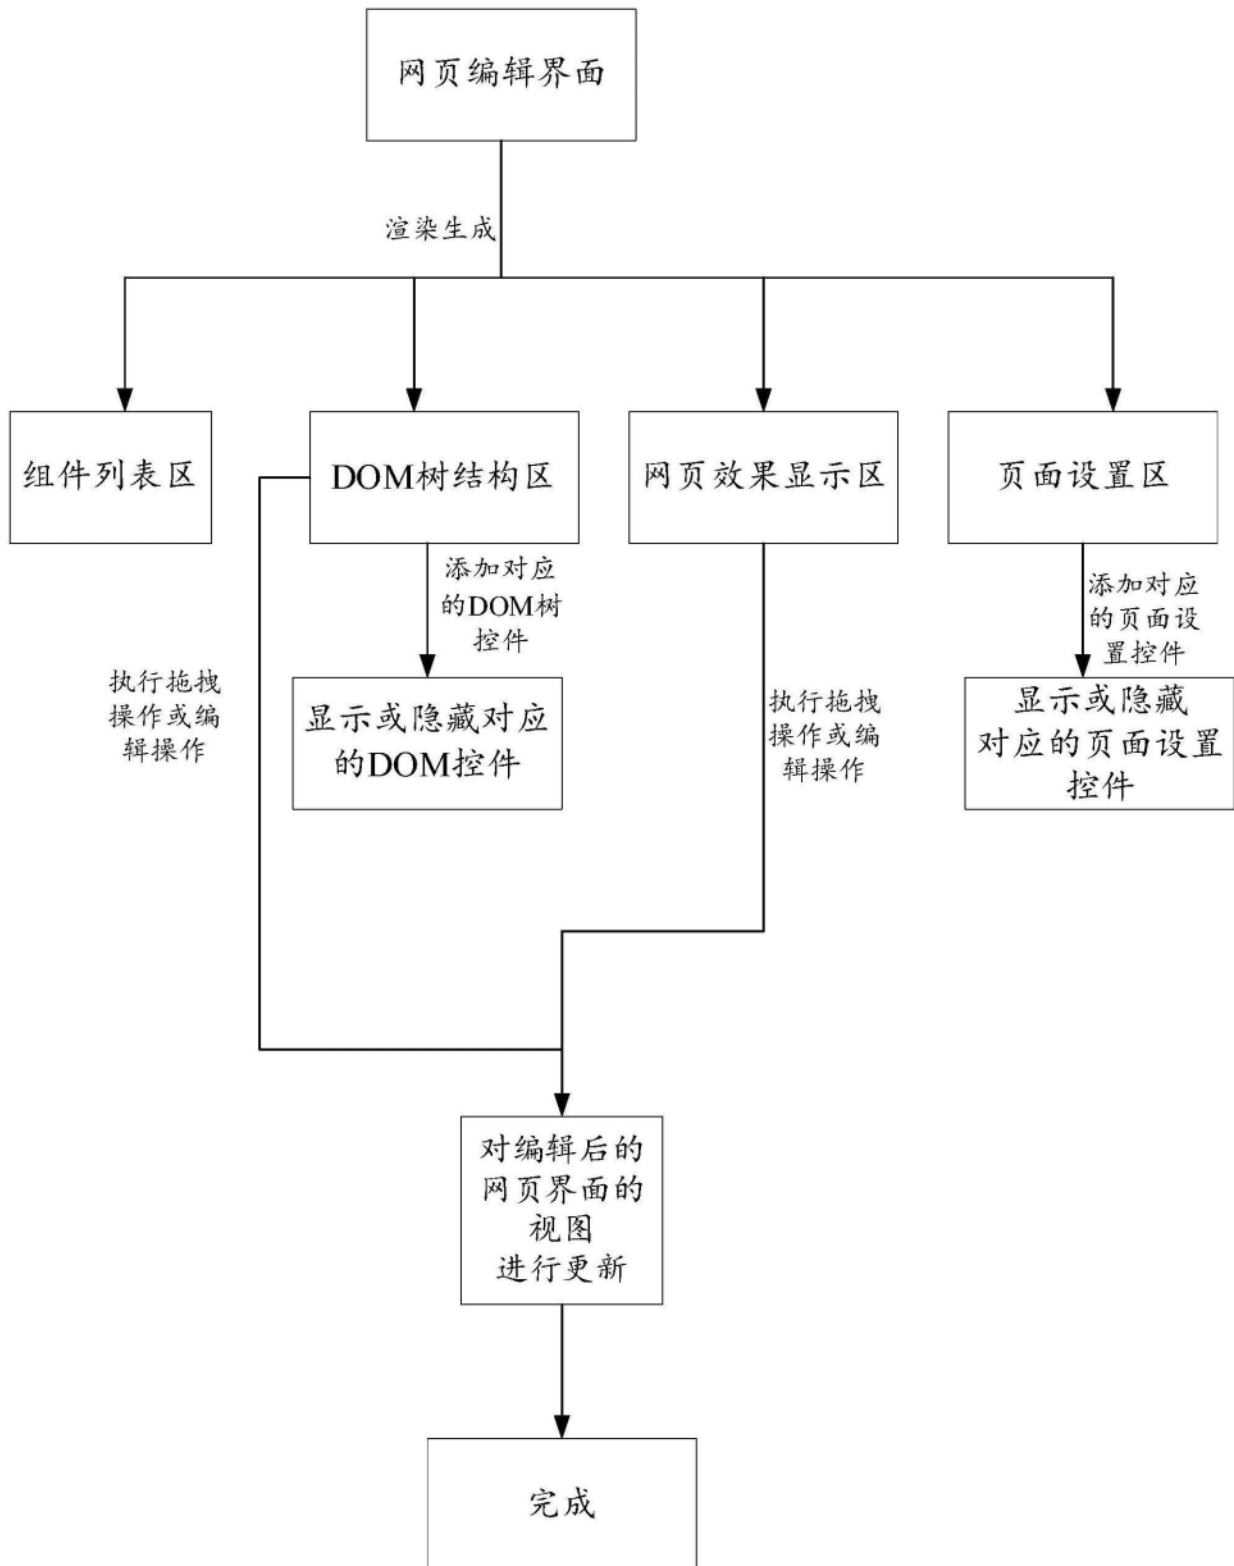 网页编辑界面
渲染生成
组件列表区
DOM树结构区
网页效果显示区
页面设置区
添加对应
的DOM树
控件
添加对应
的页面设
置控件
执行拖拽
操作或编
辑操作
显示或隐藏对应
的DOM控件
执行拖拽
操作或编
辑操作
显示或隐藏
对应的页面设置
控件
对编辑后的
网页界面的
视图
进行更新
完成